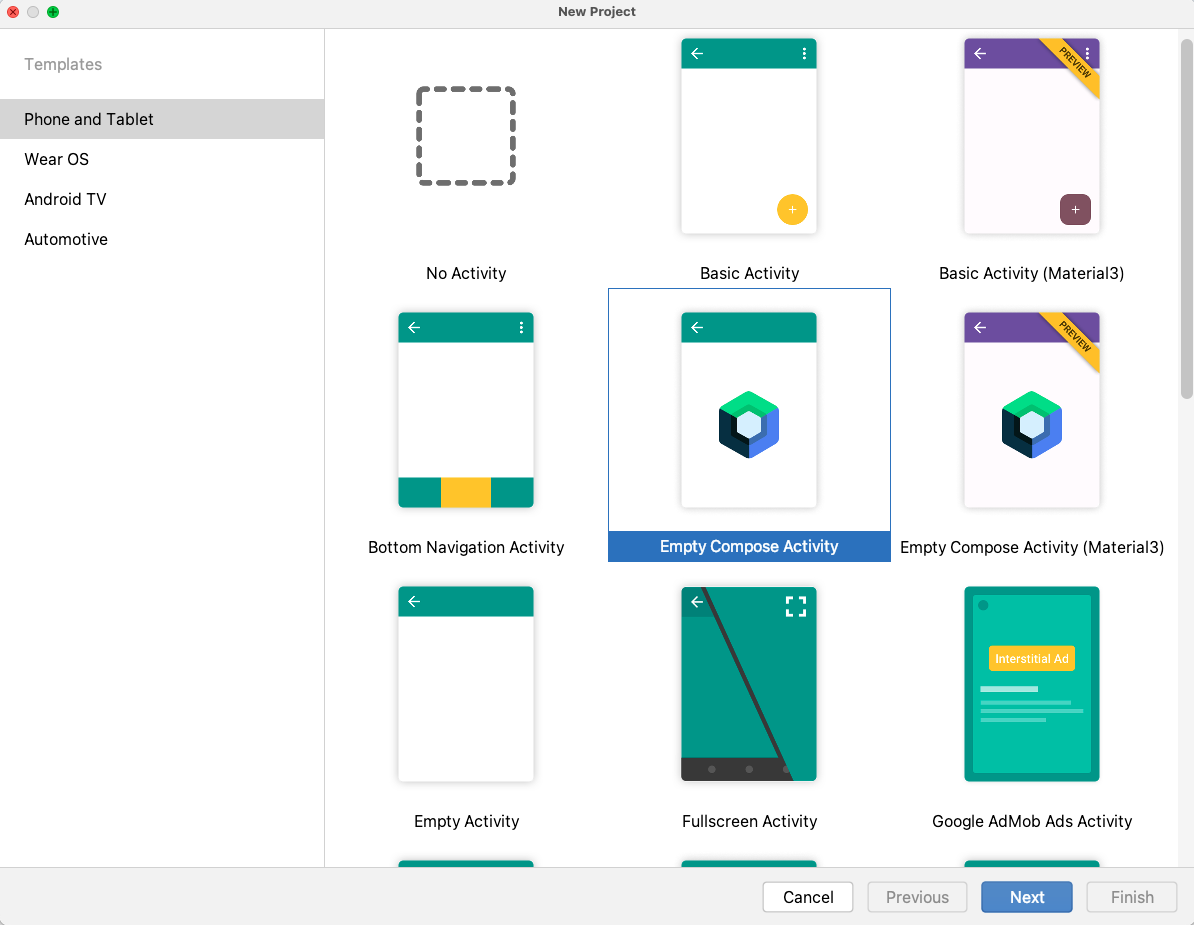 New Project
Templates
Phone and Tablet
Wear OS
Android TV
Automotive
PREVIEW
No Activity
Basic Activity
Basic Activity (Material3)
PREVIEW
Bottom Navigation Activity
Empty Compose Activity
Empty Compose Activity (Material3)
Interstitial Ad
Empty Activity
Fullscreen Activity
Google AdMob Ads Activity
Cancel
Previous
Next
Finish